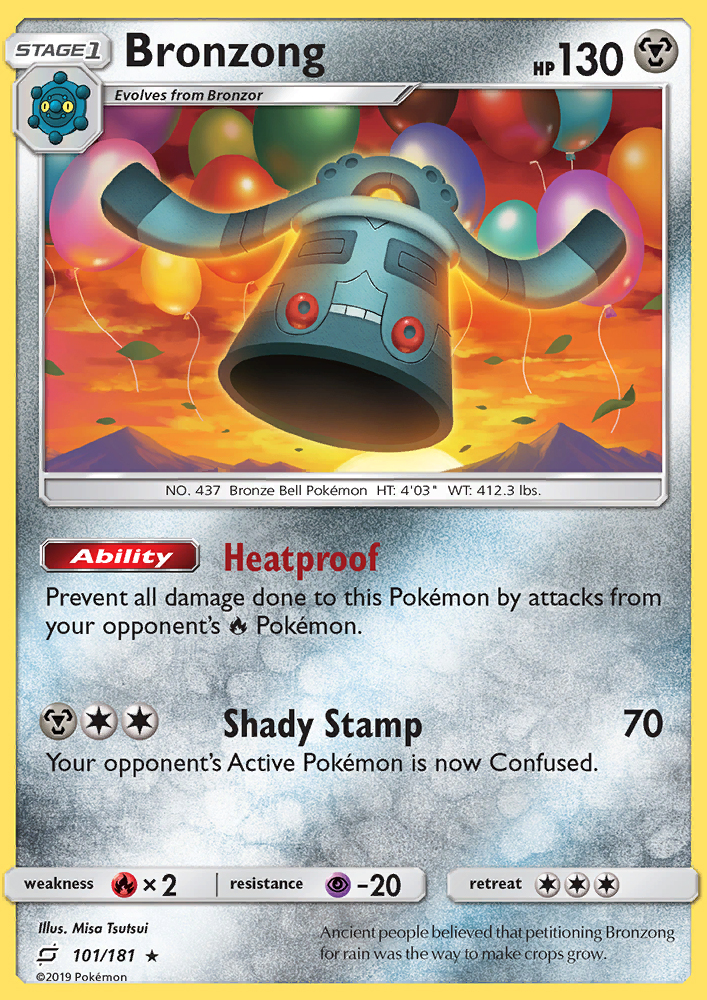 STAGE1
Bronzong
HP 130
Evolves from Bronzor
NO. 437 Bronze Bell Pokémon HT: 4'03" WT: 412.3 lbs.
Ability Heatproof
Prevent all damage done to this Pokémon by attacks from
your opponent's Pokémon.
Shady Stamp 70
Your opponent's Active Pokémon is now Confused.
weakness ×2 resistance -20 retreat
Illus. Misa Tsutsui
101/181 ★
©2019 Pokémon
Ancient people believed that petitioning Bronzong
for rain was the way to make crops grow.